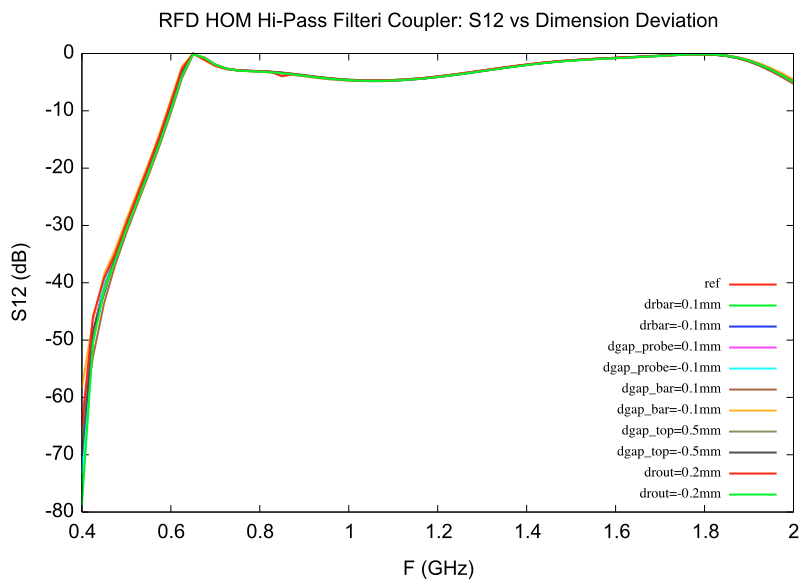 RFD HOM Hi-Pass Filteri Coupler: S12 vs Dimension Deviation
0
-10
-20
-30
-40
-50
-60
-70
-80
S12 (dB)
ref
drbar=0.1mm
drbar=-0.1mm
dgap_probe=0.1mm
dgap_probe=-0.1mm
dgap_bar=0.1mm
dgap_bar=-0.1mm
dgap_top=0.5mm
dgap_top=-0.5mm
drout=0.2mm
drout=-0.2mm
0.4 0.6 0.8 1 1.2 1.4 1.6 1.8 2
F (GHz)